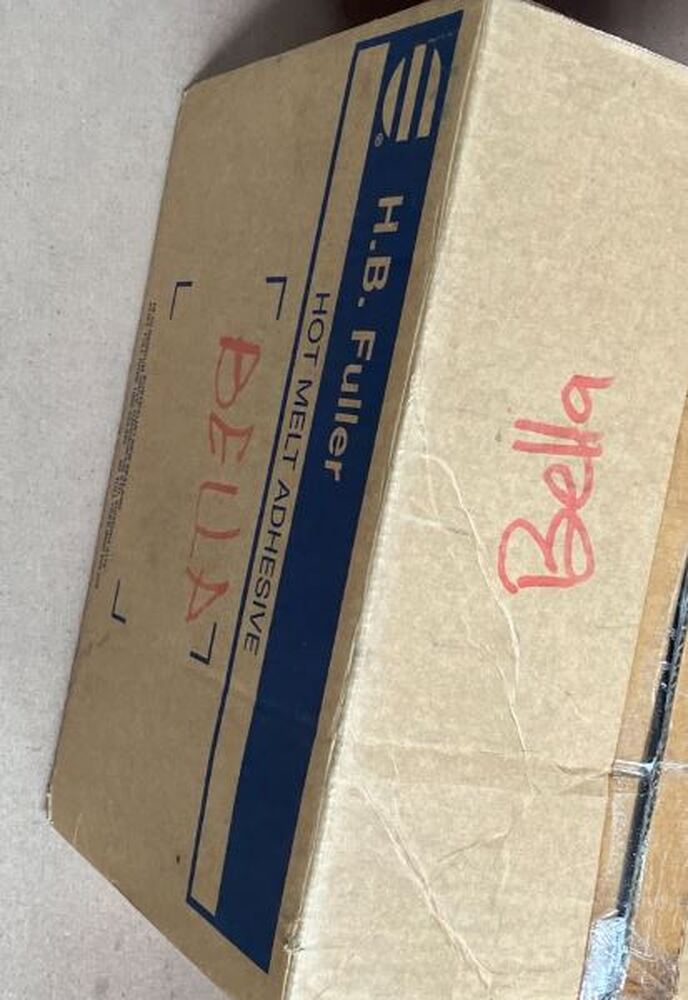 H.B. Fuller
HOT MELT ADHESIVE
BELLA
Bella